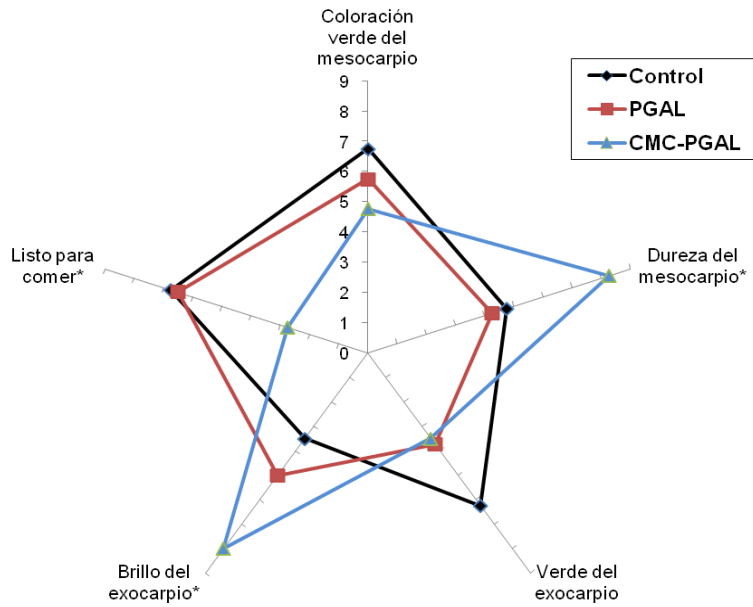 Coloración
verde del
mesocarpio
9
8
7
6
5
4
3
2
1
0
Control
PGAL
CMC-PGAL
Dureza del
mesocarpio*
Verde del
exocarpio
Brillo del
exocarpio*
Listo para
comer*